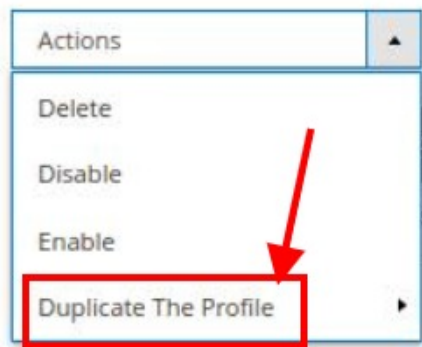 Actions
Delete
Disable
Enable
Duplicate The Profile